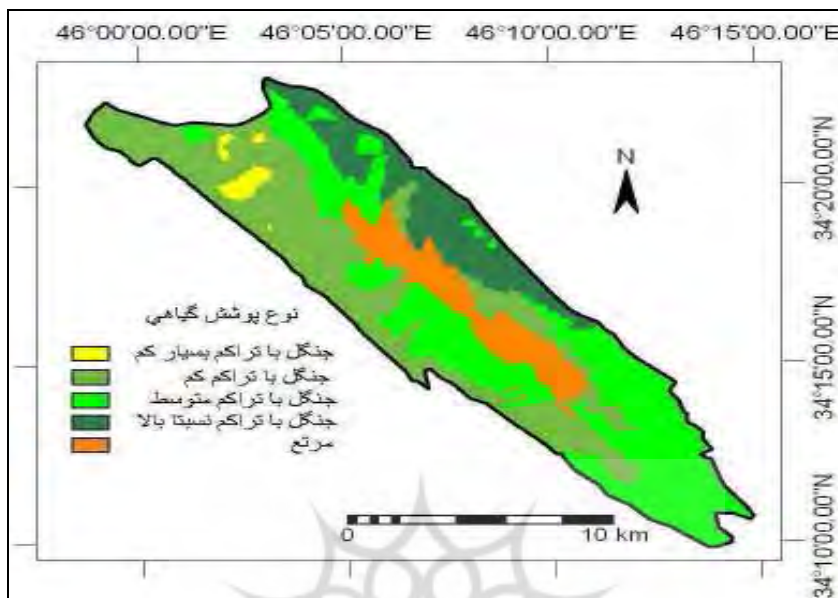 46°00'00.00"E 46°05'00.00"E 46°10'00.00"E 46°15'00.00"E
N
34°20'00.00"N
34°15'00.00"N
34°10'00.00"N
نوع پوشش گیاهي
جنگل با تراکم بسیار کم
جنگل با تراکم کم
جنگل با تراکم متوسط
جنگل با تراکم نسبتا بالا
مرتع
0 10 km